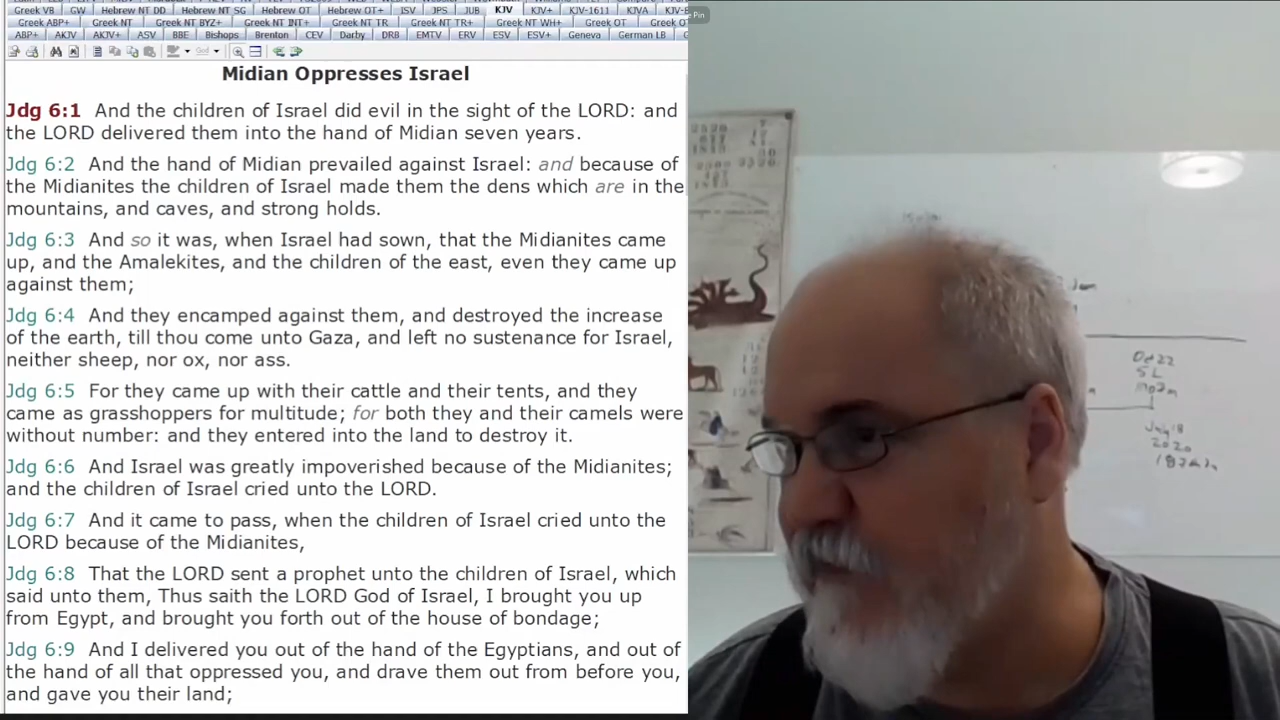 Greek VB GW Hebrew NT DD Hebrew NT SG Hebrew OT Hebrew OT+ ISV JPS JUB KJV KJV+ KJV-1611 KJVA
Greek ABP+ Greek NT Greek NT BYZ+ Greek NT INT+ Greek NT TR Greek NT TR+ Greek NT WH+ Greek OT
ABP+ AKJV AKJV+ ASV BBE Bishops Brenton CEV Darby DRB EMTV ERV ESV ESV+ Geneva German LB
Pin
Midian Oppresses Israel
Jdg 6:1 And the children of Israel did evil in the sight of the LORD: and
the LORD delivered them into the hand of Midian seven years.
Jdg 6:2 And the hand of Midian prevailed against Israel: and because of
the Midianites the children of Israel made them the dens which are in the
mountains, and caves, and strong holds.
Jdg 6:3 And so it was, when Israel had sown, that the Midianites came
up, and the Amalekites, and the children of the east, even they came up
against them;
Jdg 6:4 And they encamped against them, and destroyed the increase
of the earth, till thou come unto Gaza, and left no sustenance for Israel,
neither sheep, nor ox, nor ass.
Jdg 6:5 For they came up with their cattle and their tents, and they
came as grasshoppers for multitude; for both they and their camels were
without number: and they entered into the land to destroy it.
Jdg 6:6 And Israel was greatly impoverished because of the Midianites;
and the children of Israel cried unto the LORD.
Jdg 6:7 And it came to pass, when the children of Israel cried unto the
LORD because of the Midianites,
Jdg 6:8 That the LORD sent a prophet unto the children of Israel, which
said unto them, Thus saith the LORD God of Israel, I brought you up
from Egypt, and brought you forth out of the house of bondage;
Jdg 6:9 And I delivered you out of the hand of the Egyptians, and out of
the hand of all that oppressed you, and drave them out from before you,
and gave you their land;
2520
Oct 22
July 18
2020